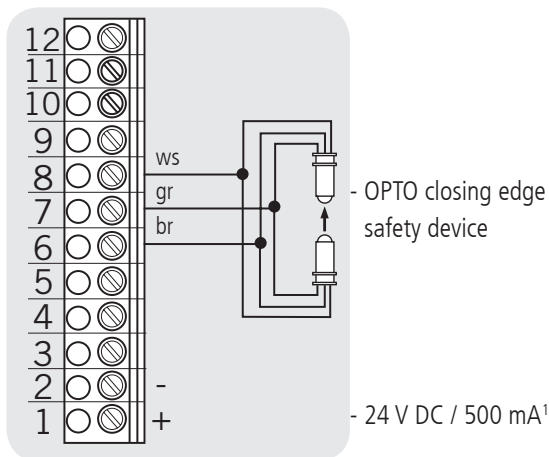 12
11
10
9
8 ws
7 gr
6 br
5
4
3
2 -
1 +
- OPTO closing edge
safety device
- 24 V DC / 500 mA¹